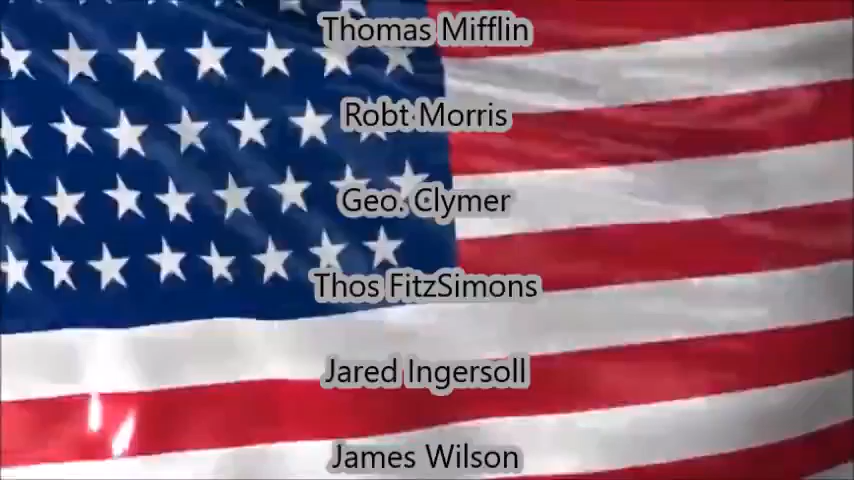 Thomas Mifflin
Robt Morris
Geo. Clymer
Thos FitzSimons
Jared Ingersoll
James Wilson